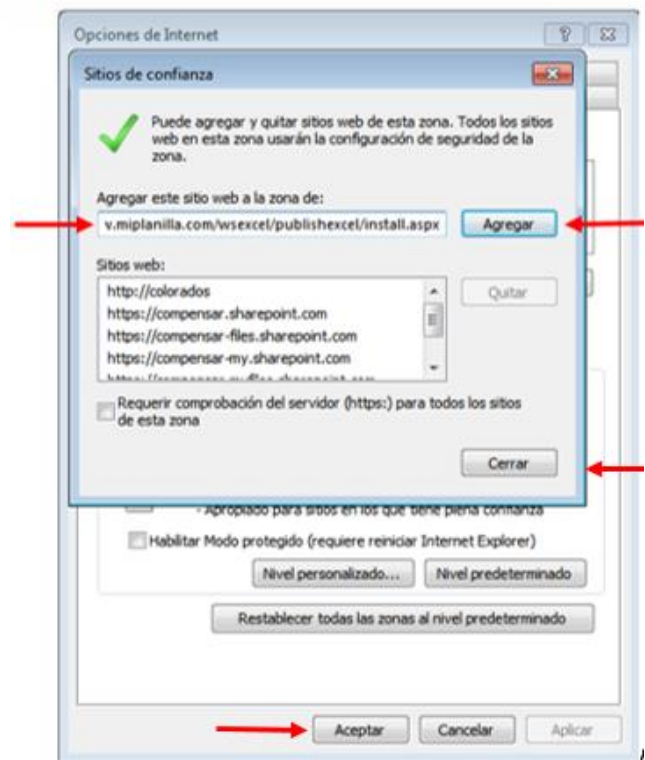 Opciones de Internet
Sitios de confianza
Puede agregar y quitar sitios web de esta zona. Todos los sitios
web en esta zona usarán la configuración de seguridad de la
zona.
Agregar este sitio web a la zona de:
v.miplanilla.com/wsexcel/publishexcel/install.aspx
Agregar
Sitios web:
http://colorados
https://compensar.sharepoint.com
https://compensar-files.sharepoint.com
https://compensar-my.sharepoint.com
Quitar
Requerir comprobación del servidor (https:) para todos los sitios
de esta zona
Cerrar
- Apropiado para sitios en los que tiene plena confianza
Habilitar Modo protegido (requiere reiniciar Internet Explorer)
Nivel personalizado...
Nivel predeterminado
Restablecer todas las zonas al nivel predeterminado
Aceptar
Cancelar
Aplicar